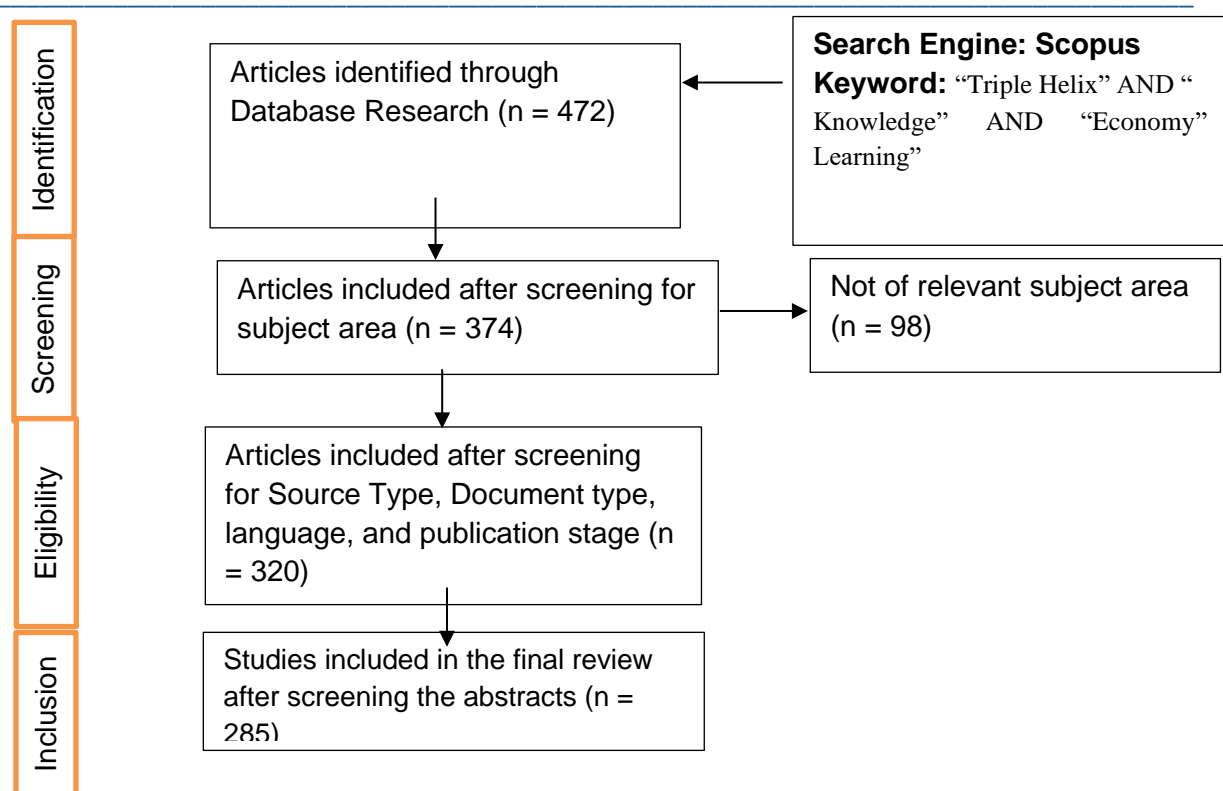 Identification
Articles identified through
Database Research (n = 472)
Search Engine: Scopus
Keyword: “Triple Helix” AND “
Knowledge” AND “Economy”
Learning”
Screening
Articles included after screening for
subject area (n = 374)
Not of relevant subject area
(n = 98)
Eligibility
Articles included after screening
for Source Type, Document type,
language, and publication stage (n
= 320)
Inclusion
Studies included in the final review
after screening the abstracts (n =
285)